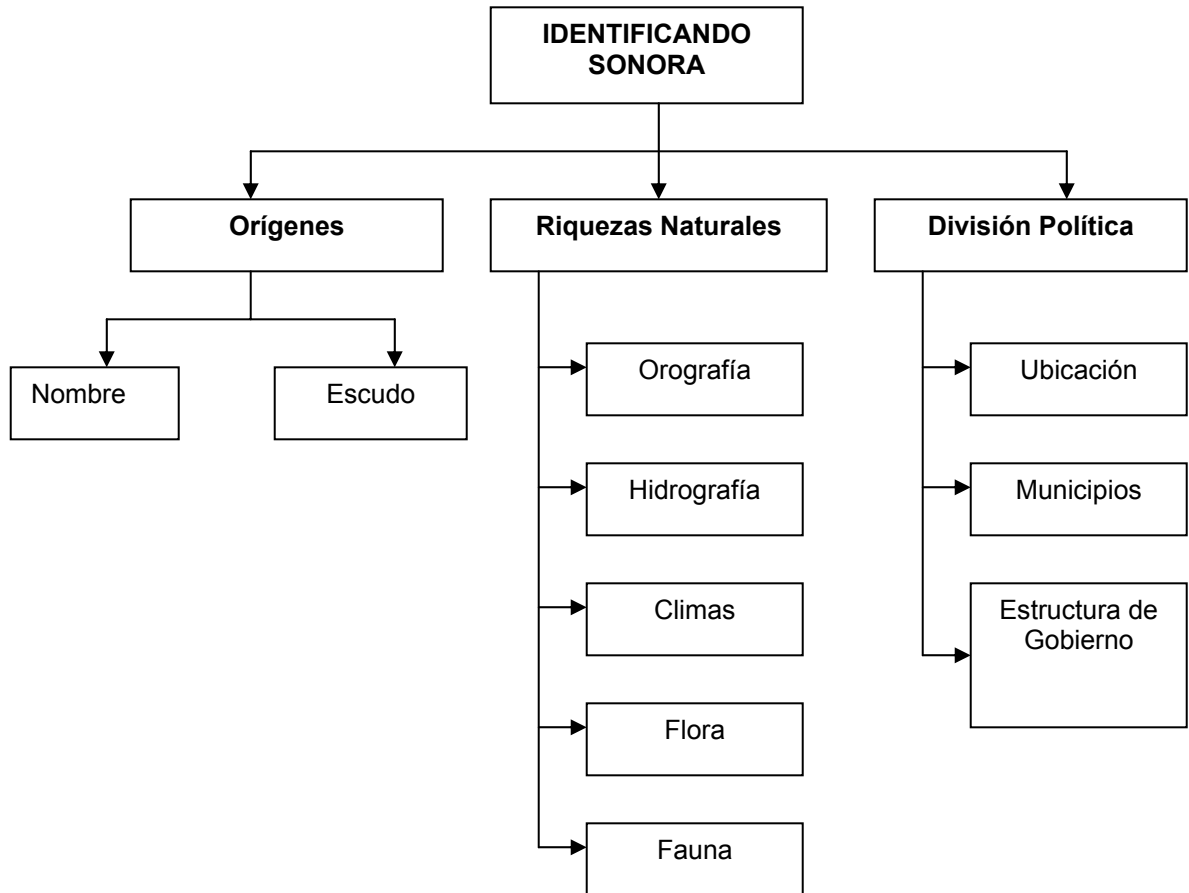 IDENTIFICANDO
SONORA
Orígenes
Riquezas Naturales
División Política
Nombre
Escudo
Orografía
Hidrografía
Climas
Flora
Fauna
Ubicación
Municipios
Estructura de
Gobierno